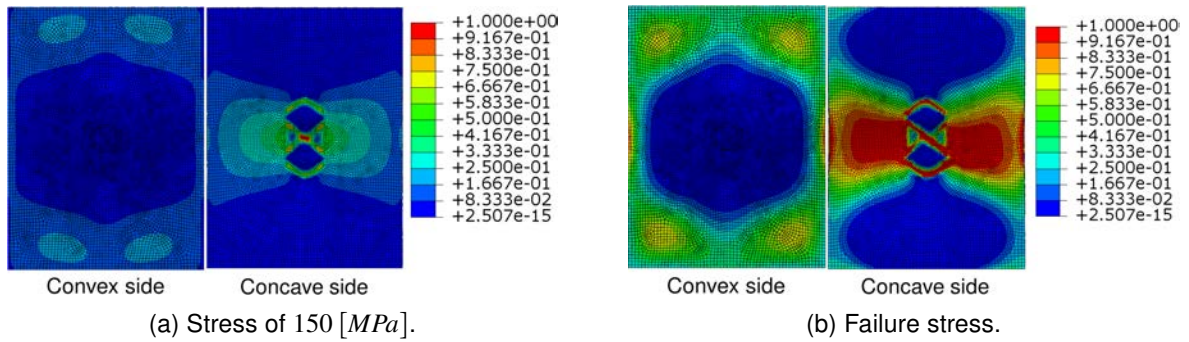 +1.000e+00
+9.167e-01
+8.333e-01
+7.500e-01
+6.667e-01
+5.833e-01
+5.000e-01
+4.167e-01
+3.333e-01
+2.500e-01
+1.667e-01
+8.333e-02
+2.507e-15
Convex side
Concave side
(a) Stress of 150 [MPa].
+1.000e+00
+9.167e-01
+8.333e-01
+7.500e-01
+6.667e-01
+5.833e-01
+5.000e-01
+4.167e-01
+3.333e-01
+2.500e-01
+1.667e-01
+8.333e-02
+2.507e-15
Convex side
Concave side
(b) Failure stress.